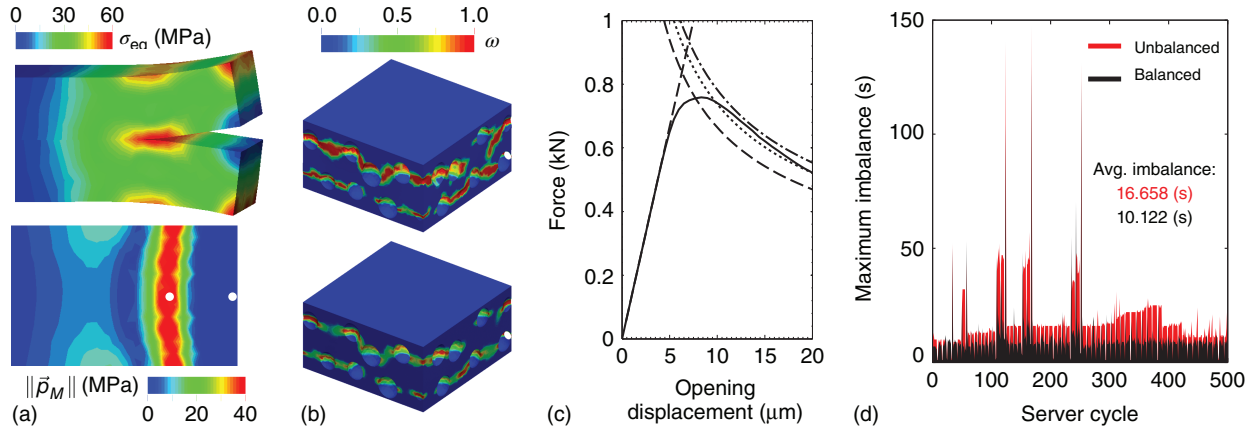 0 30 60
σeq (MPa)
||p⃗M|| (MPa)
0 20 40
(a)
0.0 0.5 1.0
ω
(b)
Force (kN)
1
0.8
0.6
0.4
0.2
0
0 5 10 15 20
Opening
displacement (μm)
(c)
Maximum imbalance (s)
150
100
50
0
Unbalanced
Balanced
Avg. imbalance:
16.658 (s)
10.122 (s)
0 100 200 300 400 500
Server cycle
(d)